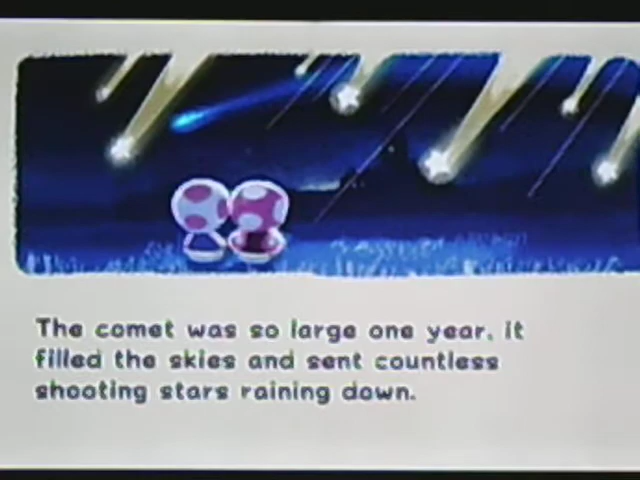 The comet was so large one year, it
filled the skies and sent countless
shooting stars raining down.